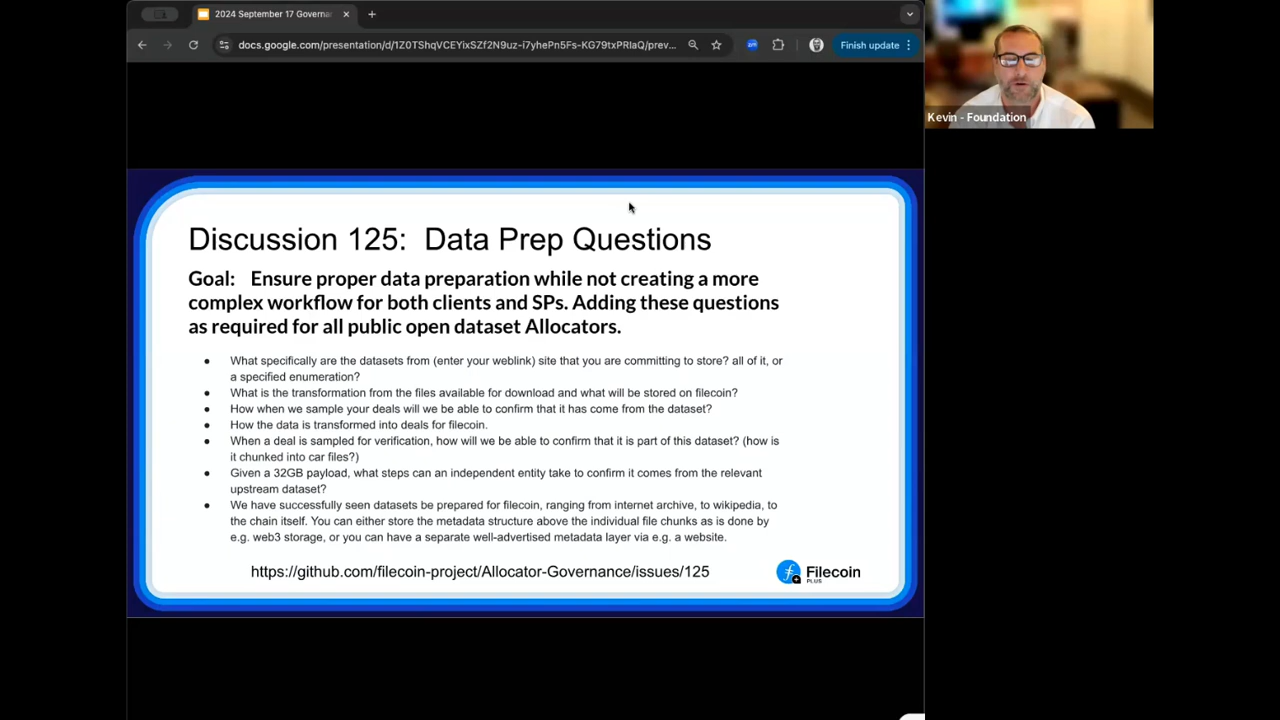 2024 September 17 Governa
docs.google.com/presentation/d/1Z0TShqVCEYixSZf2N9uz-i7yhePn5Fs-KG79txPRIaQ/prev...
Finish update
Kevin - Foundation
Discussion 125: Data Prep Questions
Goal: Ensure proper data preparation while not creating a more
complex workflow for both clients and SPs. Adding these questions
as required for all public open dataset Allocators.
What specifically are the datasets from (enter your weblink) site that you are committing to store? all of it, or
a specified enumeration?
What is the transformation from the files available for download and what will be stored on filecoin?
How when we sample your deals will we be able to confirm that it has come from the dataset?
How the data is transformed into deals for filecoin.
When a deal is sampled for verification, how will we be able to confirm that it is part of this dataset? (how is
it chunked into car files?)
Given a 32GB payload, what steps can an independent entity take to confirm it comes from the relevant
upstream dataset?
We have successfully seen datasets be prepared for filecoin, ranging from internet archive, to wikipedia, to
the chain itself. You can either store the metadata structure above the individual file chunks as is done by
e.g. web3 storage, or you can have a separate well-advertised metadata layer via e.g. a website.
https://github.com/filecoin-project/Allocator-Governance/issues/125
Filecoin
PLUS